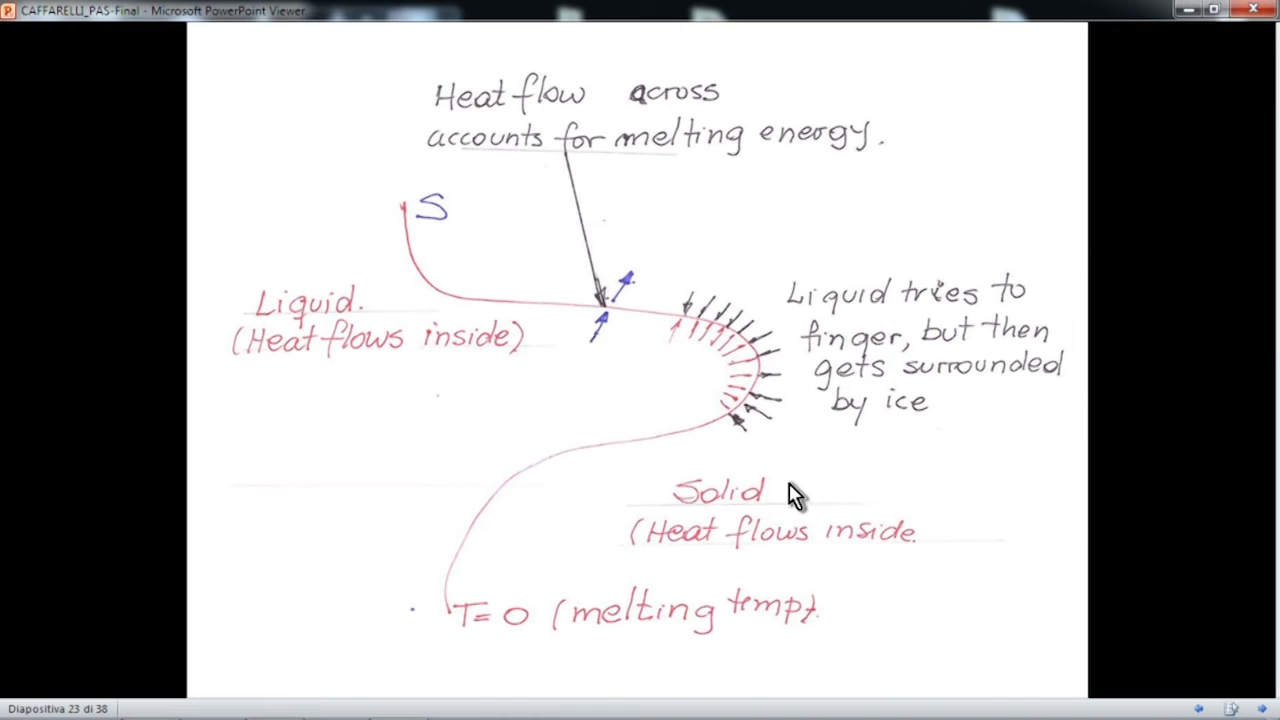 CAFFARELLI_PAS-Final - Microsoft PowerPoint Viewer
Heat flow across
accounts for melting energy.
S
Liquid.
(Heat flows inside)
Liquid tries to
finger, but then
gets surrounded
by ice
Solid
(Heat flows inside.
T=0 (melting temp).
Diapositiva 23 di 38